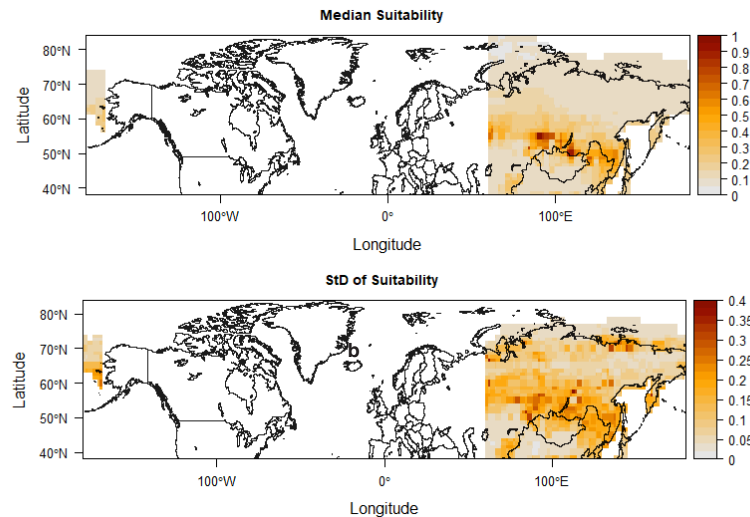 Median Suitability
Latitude
80°N
70°N
60°N
50°N
40°N
100°W
0°
100°E
Longitude
1
0.9
0.8
0.7
0.6
0.5
0.4
0.3
0.2
0.1
0
StD of Suitability
Latitude
80°N
70°N
60°N
50°N
40°N
b
100°W
0°
100°E
Longitude
0.4
0.35
0.3
0.25
0.2
0.15
0.1
0.05
0